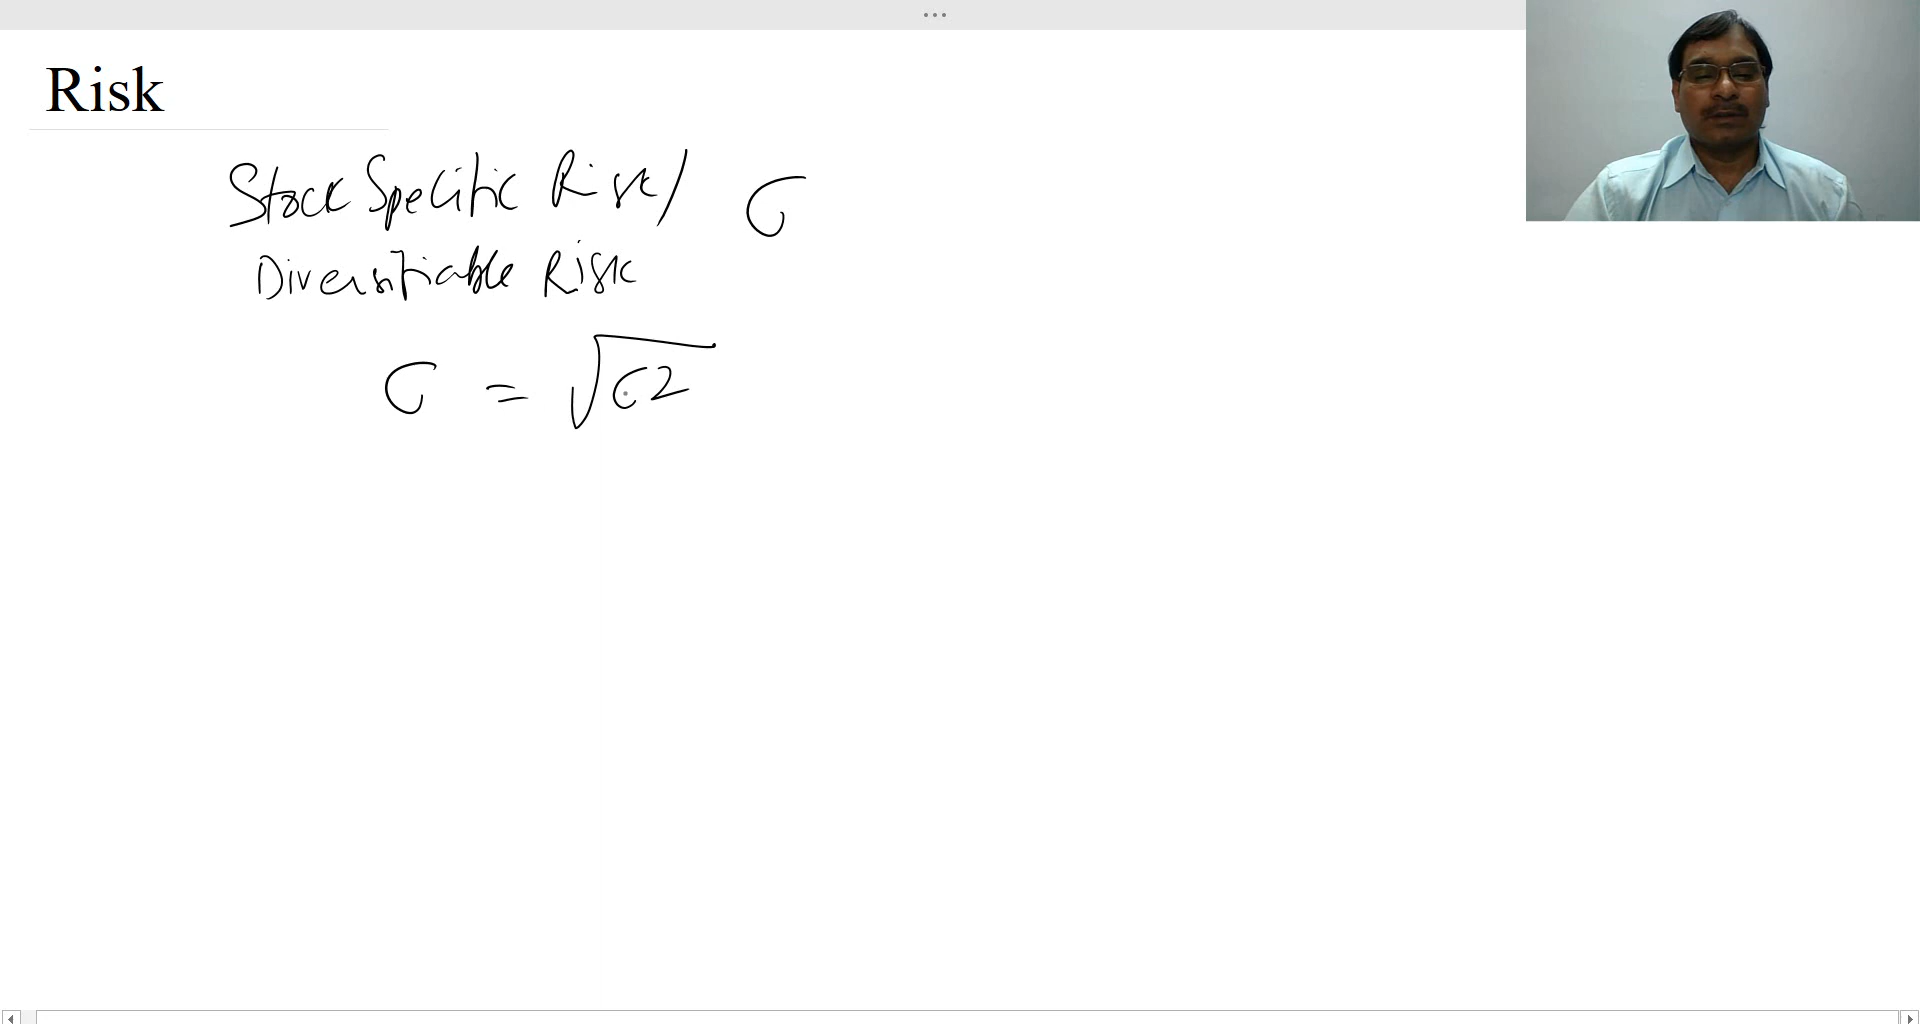 Risk
Stock Specific Risk/ σ
Diversifiable Risk
σ = √σ2